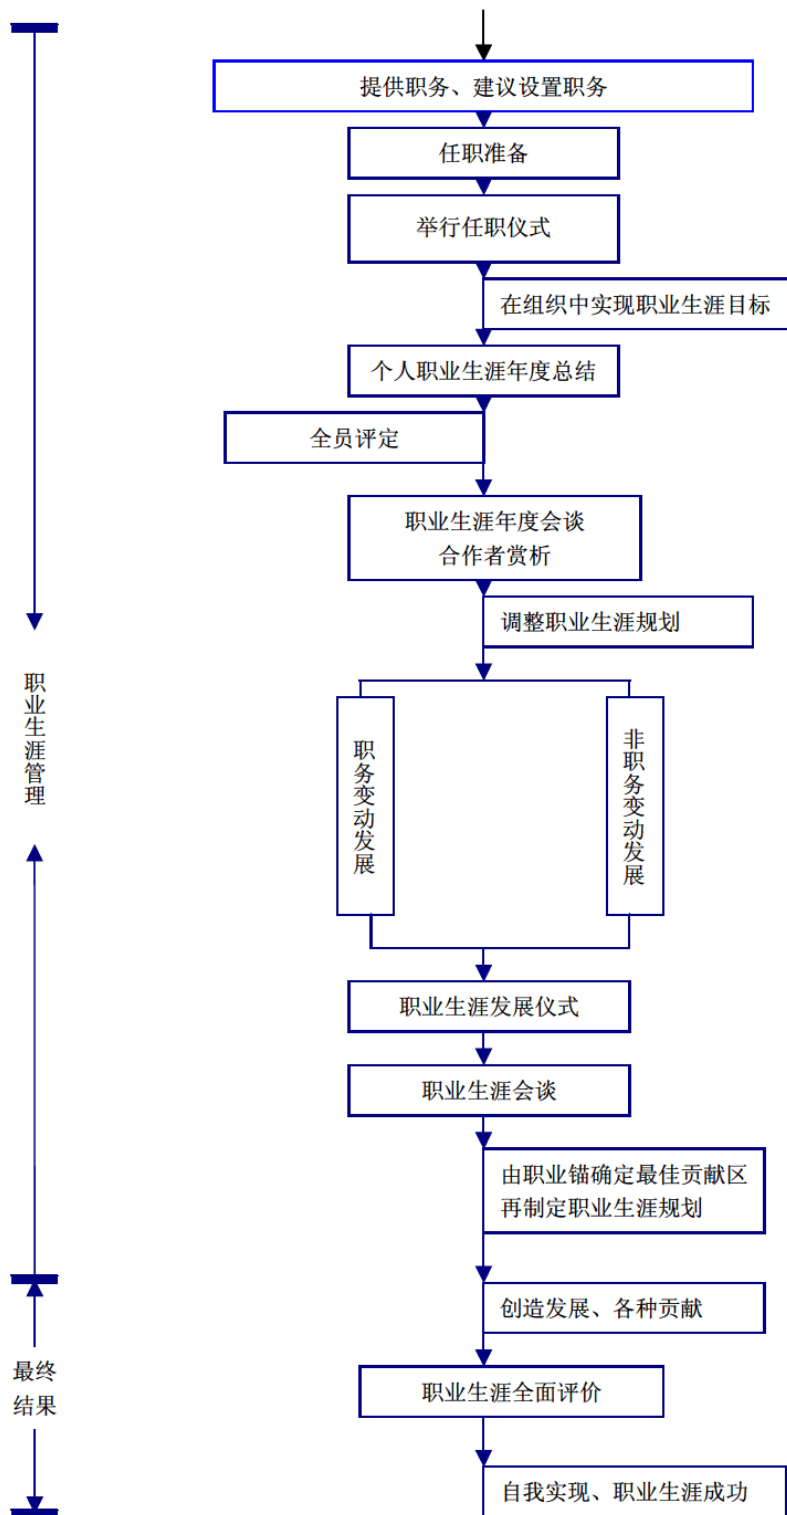 提供职务、建议设置职务
任职准备
举行任职仪式
在组织中实现职业生涯目标
个人职业生涯年度总结
全员评定
职业生涯年度会谈
合作者赏析
调整职业生涯规划
职业生涯管理
职务变动发展
非职务变动发展
职业生涯发展仪式
职业生涯会谈
由职业锚确定最佳贡献区
再制定职业生涯规划
创造发展、各种贡献
最终
结果
职业生涯全面评价
自我实现、职业生涯成功